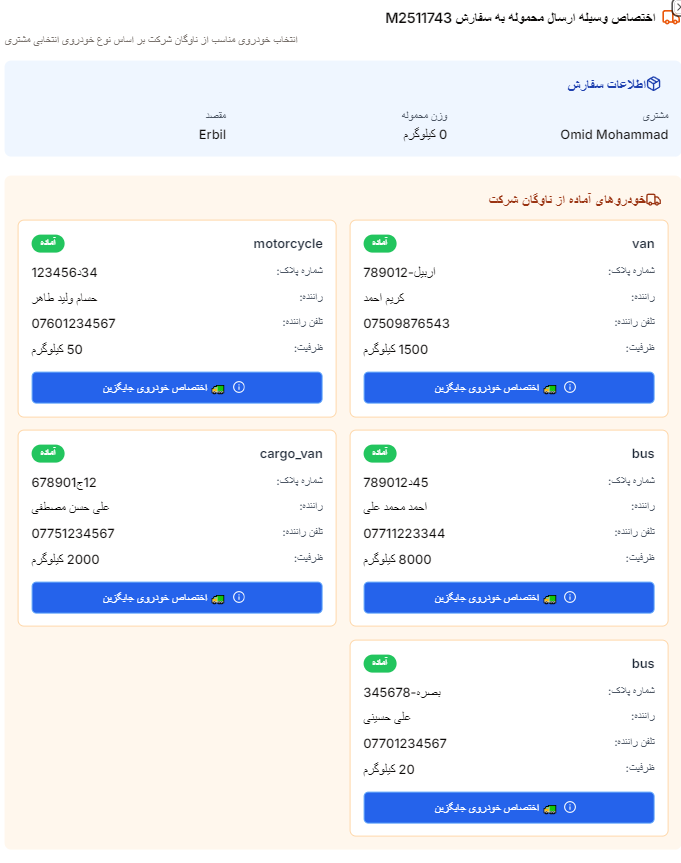 اختصاص وسیله ارسال محموله به سفارش M2511743
انتخاب خودروی مناسب از ناوگان شرکت بر اساس نوع خودروی انتخابی مشتری
اطلاعات سفارش
مشتری
Omid Mohammad
وزن محموله
0 کیلوگرم
مقصد
Erbil
خودروهای آماده از ناوگان شرکت
van آماده
شماره پلاک: اربیل-789012
راننده: کریم احمد
تلفن راننده: 07509876543
ظرفیت: 1500 کیلوگرم
اختصاص خودروی جایگزین
motorcycle آماده
شماره پلاک: 34د123456
راننده: حسام ولید طاهر
تلفن راننده: 07601234567
ظرفیت: 50 کیلوگرم
اختصاص خودروی جایگزین
bus آماده
شماره پلاک: 45د789012
راننده: احمد محمد علی
تلفن راننده: 07711223344
ظرفیت: 8000 کیلوگرم
اختصاص خودروی جایگزین
cargo_van آماده
شماره پلاک: 12ج678901
راننده: علی حسن مصطفی
تلفن راننده: 07751234567
ظرفیت: 2000 کیلوگرم
اختصاص خودروی جایگزین
bus آماده
شماره پلاک: بصره-345678
راننده: علی حسینی
تلفن راننده: 07701234567
ظرفیت: 20 کیلوگرم
اختصاص خودروی جایگزین